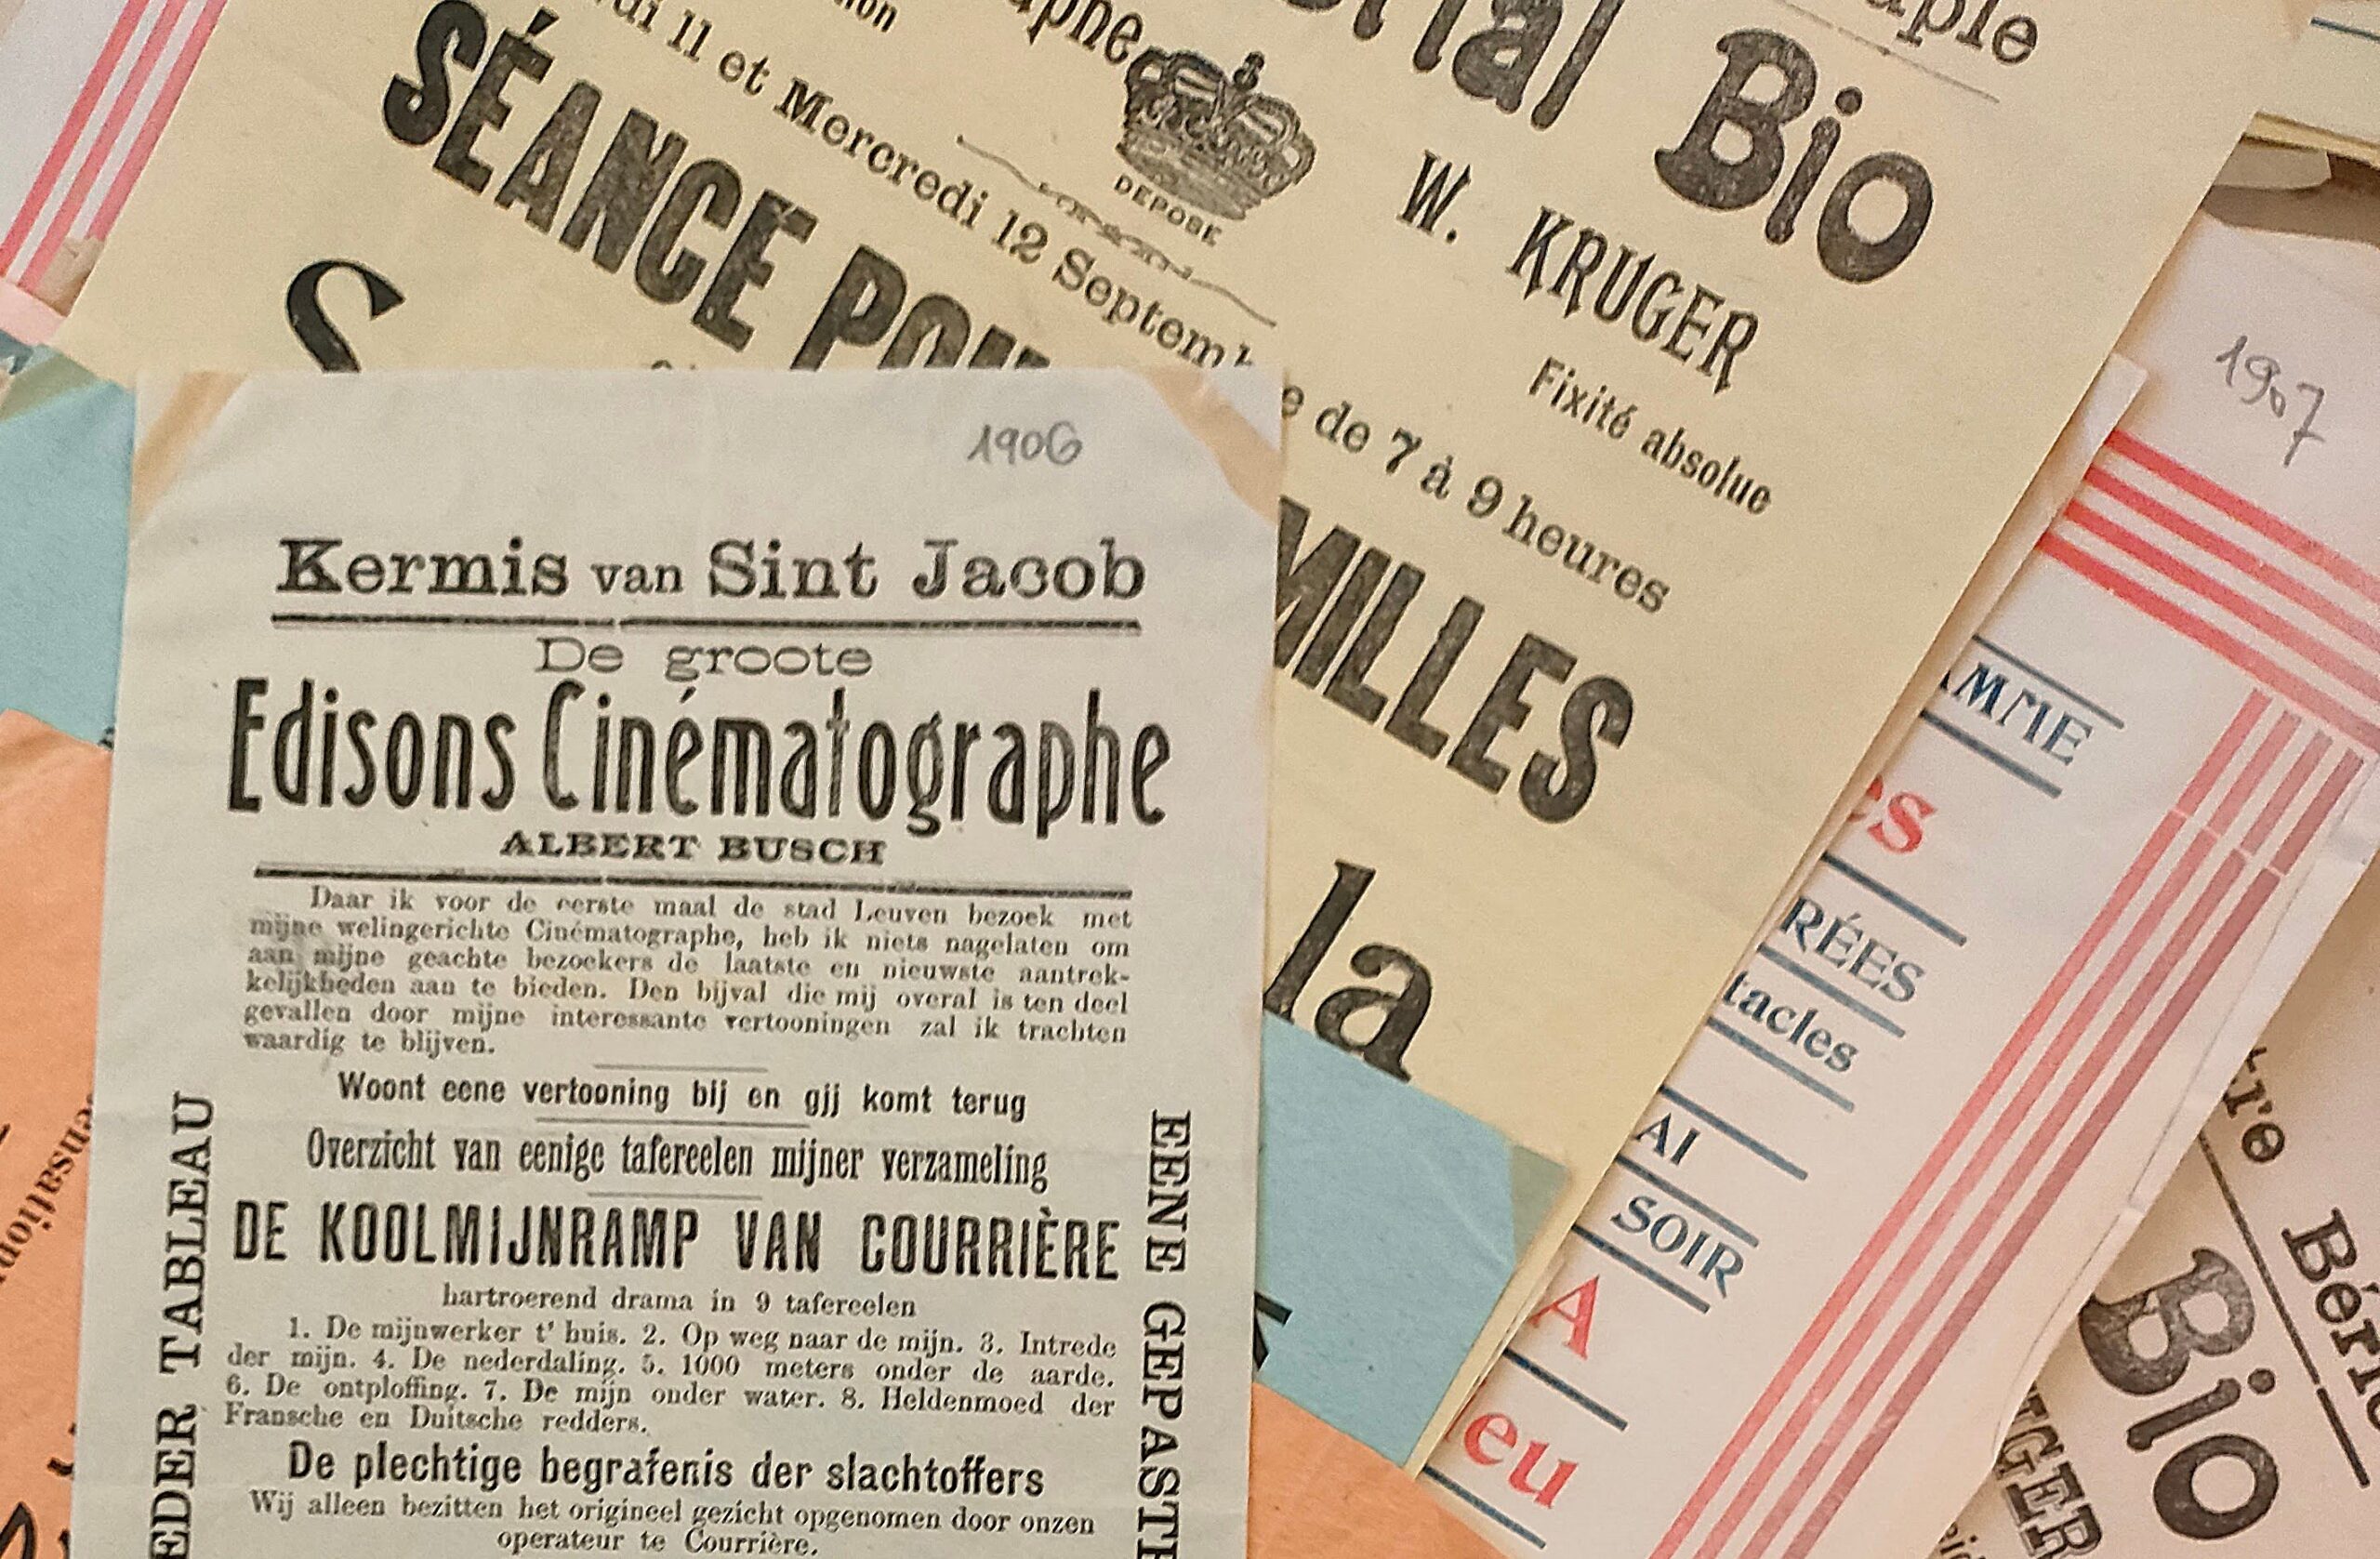 1906
Kermis van Sint Jacob
De groote
Edisons Cinématographe
ALBERT BUSCH
Daar ik voor de eerste maal de stad Leuven bezoek met
mijne welingerichte Cinématographe, heb ik niets nagelaten om
aan mijne geachte bezoekers de laatste en nieuwste aantrek-
kelijkheden aan te bieden. Den bijval die mij overal is ten deel
gevallen door mijne interessante vertooningen zal ik trachten
waardig te blijven.
Woont eene vertooning bij en gij komt terug
Overzicht van eenige tafereelen mijner verzameling
DE KOOLMIJNRAMP VAN COURRIÈRE
hartroerend drama in 9 tafereelen
1. De mijnwerker t' huis. 2. Op weg naar de mijn. 3. Intrede
der mijn. 4. De nederdaling. 5. 1000 meters onder de aarde.
6. De ontploffing. 7. De mijn onder water. 8. Heldenmoed der
Fransche en Duitsche redders.
De plechtige begrafenis der slachtoffers
Wij alleen bezitten het origineel gezicht opgenomen door onzen
operateur te Courrière.
EDER TABLEAU
EENE GEPASTE
Bio
W. KRUGER
Fixité absolue
DEPOSE
di 11 et Mercredi 12 Septembre de 7 à 9 heures
SÉANCE POU MILLES
S
la
1907
AMME
es
RÉES
tacles
AI
SOIR
A
eu
tre
Bio